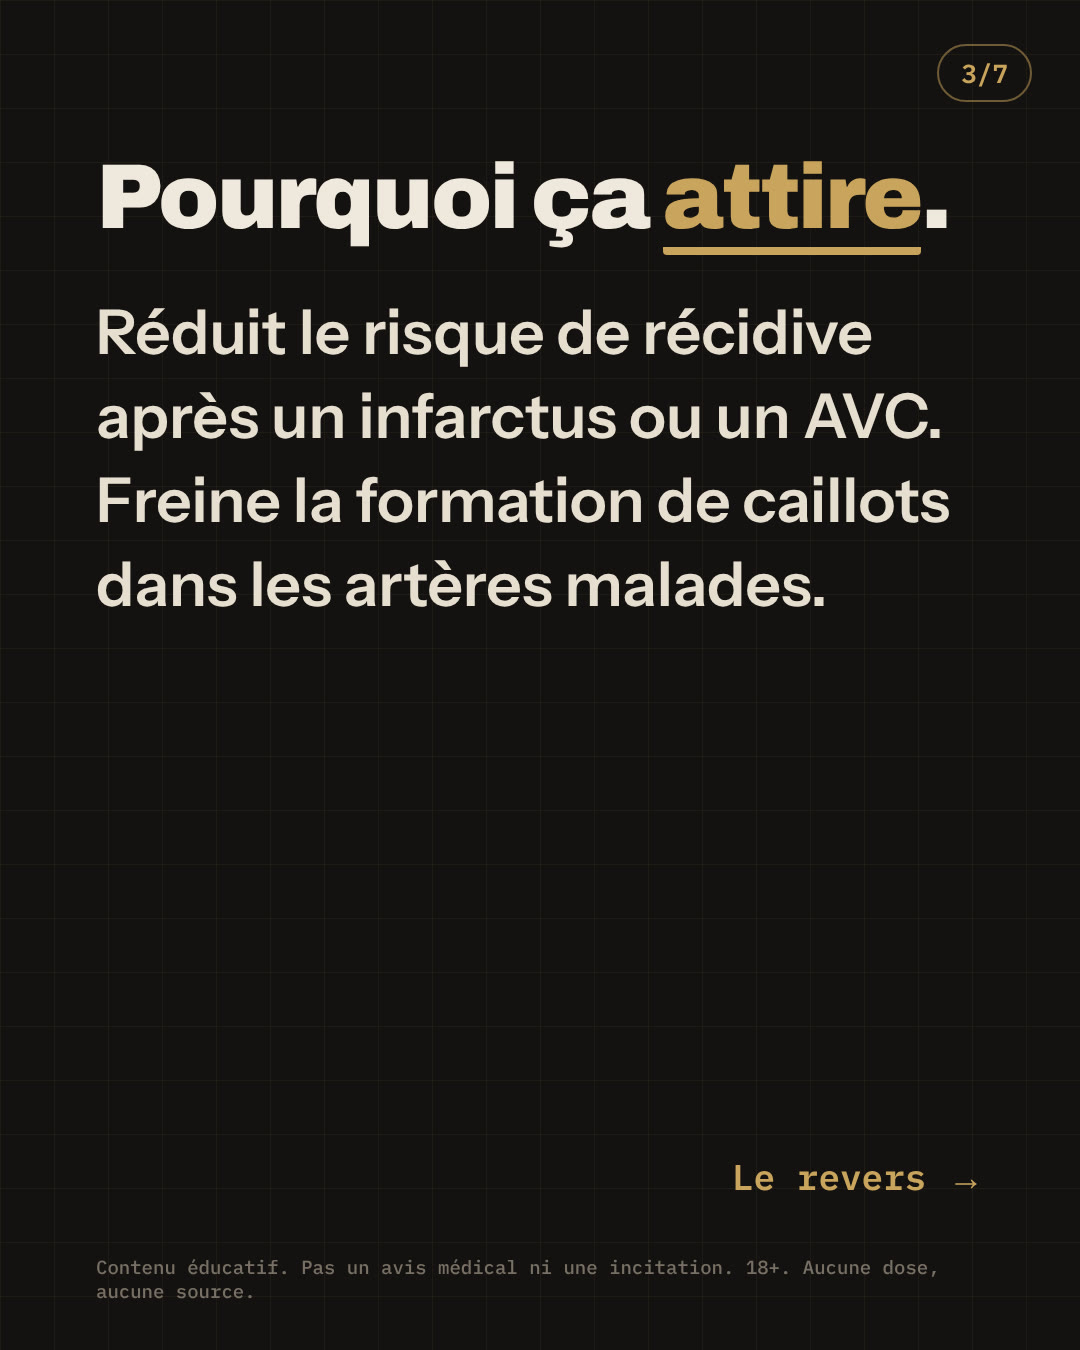 3/7
Pourquoi ça attire.
Réduit le risque de récidive
après un infarctus ou un AVC.
Freine la formation de caillots
dans les artères malades.
Le revers →
Contenu éducatif. Pas un avis médical ni une incitation. 18+. Aucune dose,
aucune source.